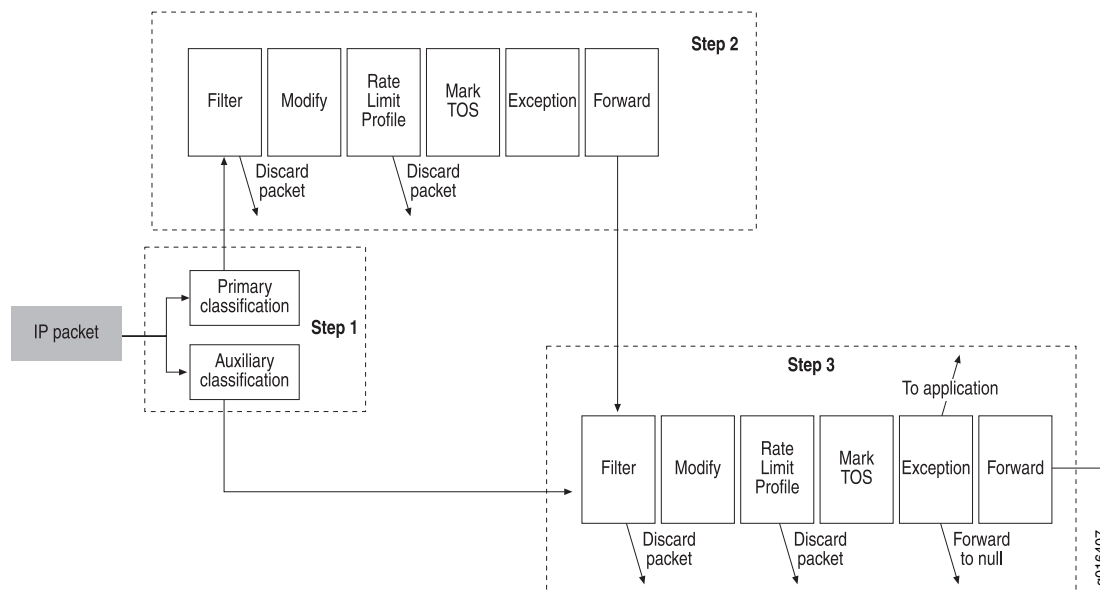 Step 2
Filter
Modify
Rate
Limit
Profile
Mark
TOS
Exception
Forward
Discard
packet
Discard
packet
IP packet
Primary
classification
Step 1
Auxiliary
classification
Step 3
To application
Filter
Modify
Rate
Limit
Profile
Mark
TOS
Exception
Forward
Discard
packet
Discard
packet
Forward
to null
g016497